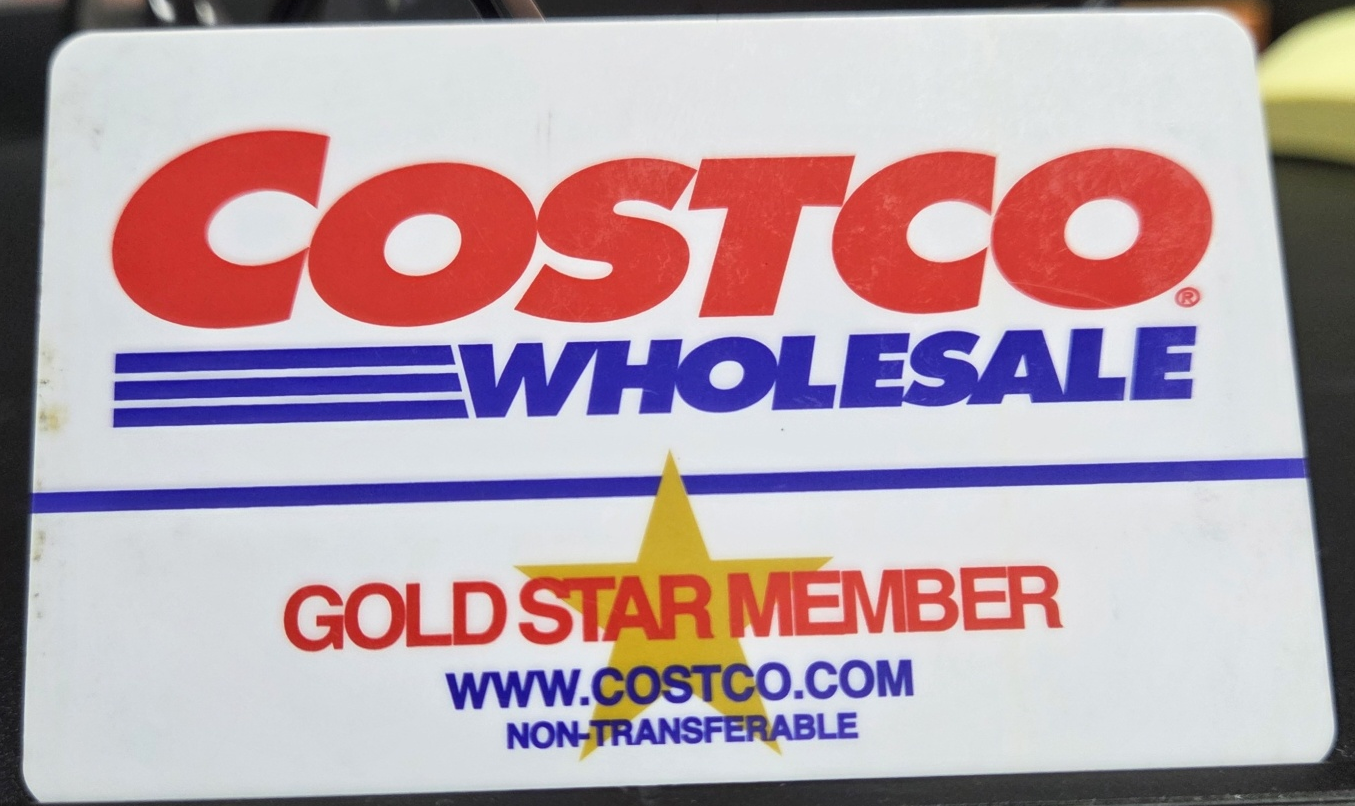 COSTCO®
WHOLESALE
GOLD STAR MEMBER
WWW.COSTCO.COM
NON-TRANSFERABLE